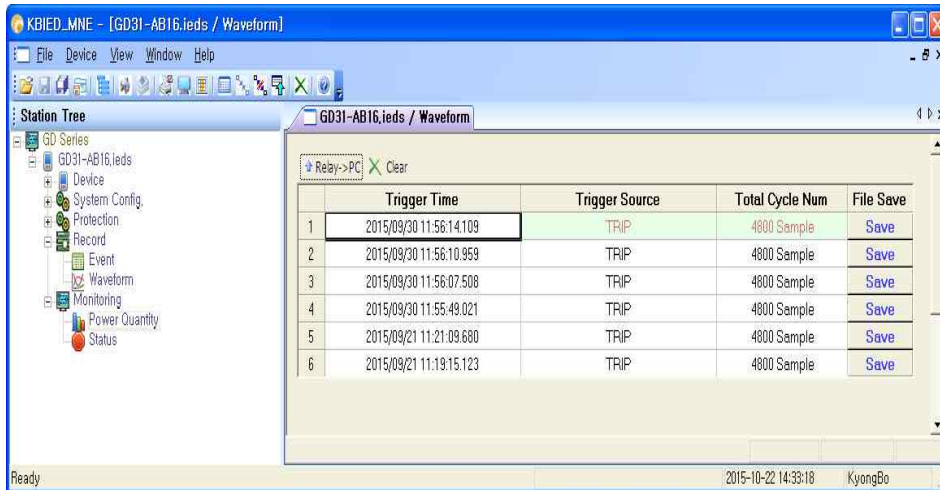 KBIED_MNE - [GD31-AB16.ieds / Waveform]
File Device View Window Help
Station Tree
GD Series
GD31-AB16.ieds
Device
System Config.
Protection
Record
Event
Waveform
Monitoring
Power Quantity
Status
GD31-AB16.ieds / Waveform
Relay->PC Clear
Trigger Time Trigger Source Total Cycle Num File Save
1 2015/09/30 11:56:14.109 TRIP 4800 Sample Save
2 2015/09/30 11:56:10.959 TRIP 4800 Sample Save
3 2015/09/30 11:56:07.508 TRIP 4800 Sample Save
4 2015/09/30 11:55:49.021 TRIP 4800 Sample Save
5 2015/09/21 11:21:09.680 TRIP 4800 Sample Save
6 2015/09/21 11:19:15.123 TRIP 4800 Sample Save
Ready 2015-10-22 14:33:18 KyongBo